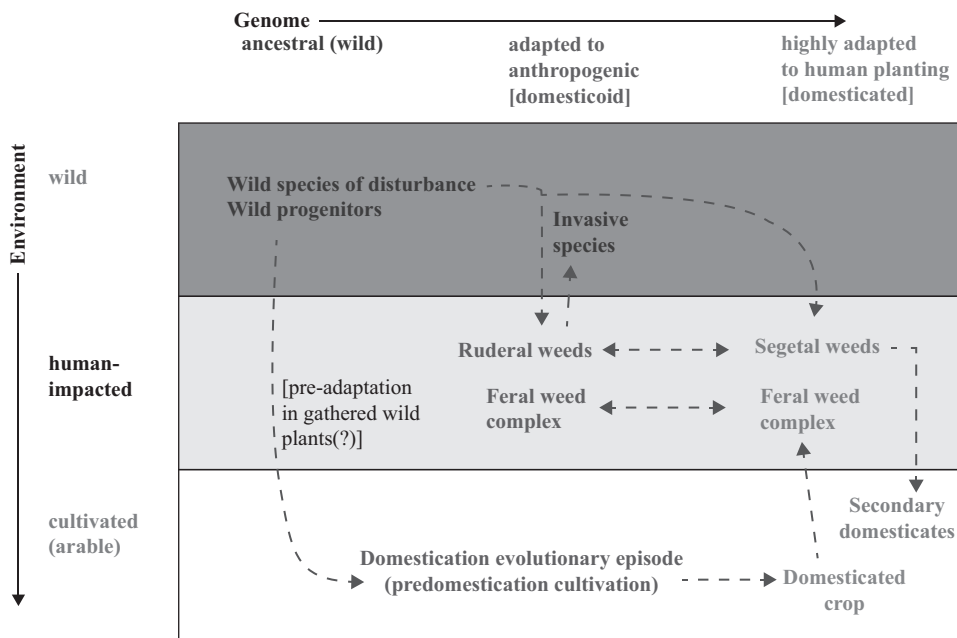 Genome
ancestral (wild)
adapted to
anthropogenic
[domesticoid]
highly adapted
to human planting
[domesticated]
Environment
wild
Wild species of disturbance
Wild progenitors
Invasive
species
human-
impacted
Ruderal weeds
Segetal weeds
[pre-adaptation
in gathered wild
plants(?)]
Feral weed
complex
Feral weed
complex
cultivated
(arable)
Secondary
domesticates
Domestication evolutionary episode
(predomestication cultivation)
Domesticated
crop